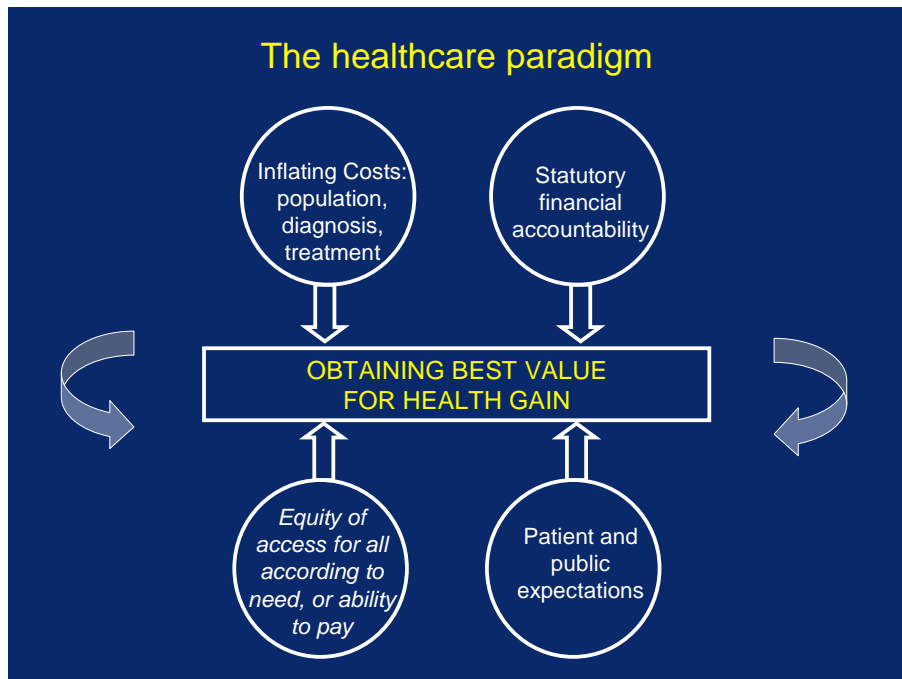 The healthcare paradigm
Inflating Costs:
population,
diagnosis,
treatment
Statutory
financial
accountability
OBTAINING BEST VALUE
FOR HEALTH GAIN
Equity of
access for all
according to
need, or ability
to pay
Patient and
public
expectations